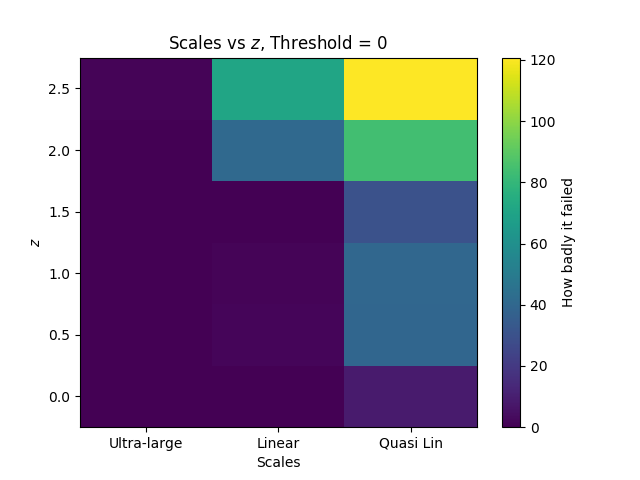 Scales vs z, Threshold = 0
2.5
2.0
1.5
1.0
0.5
0.0
z
Ultra-large Linear Quasi Lin
Scales
120
100
80
60
40
20
0
How badly it failed